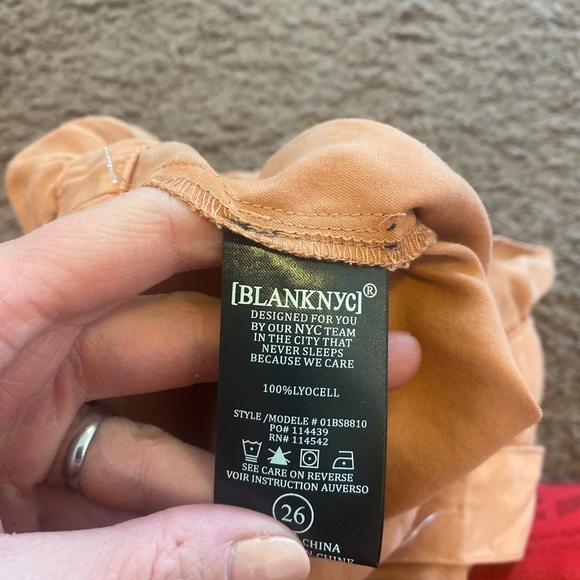 [BLANKNYC]®
DESIGNED FOR YOU
BY OUR NYC TEAM
IN THE CITY THAT
NEVER SLEEPS
BECAUSE WE CARE
100%LYOCELL
STYLE /MODELE # 01BS8810
PO# 114439
RN# 114542
SEE CARE ON REVERSE
VOIR INSTRUCTION AUVERSO
26
CHINA
CHINE